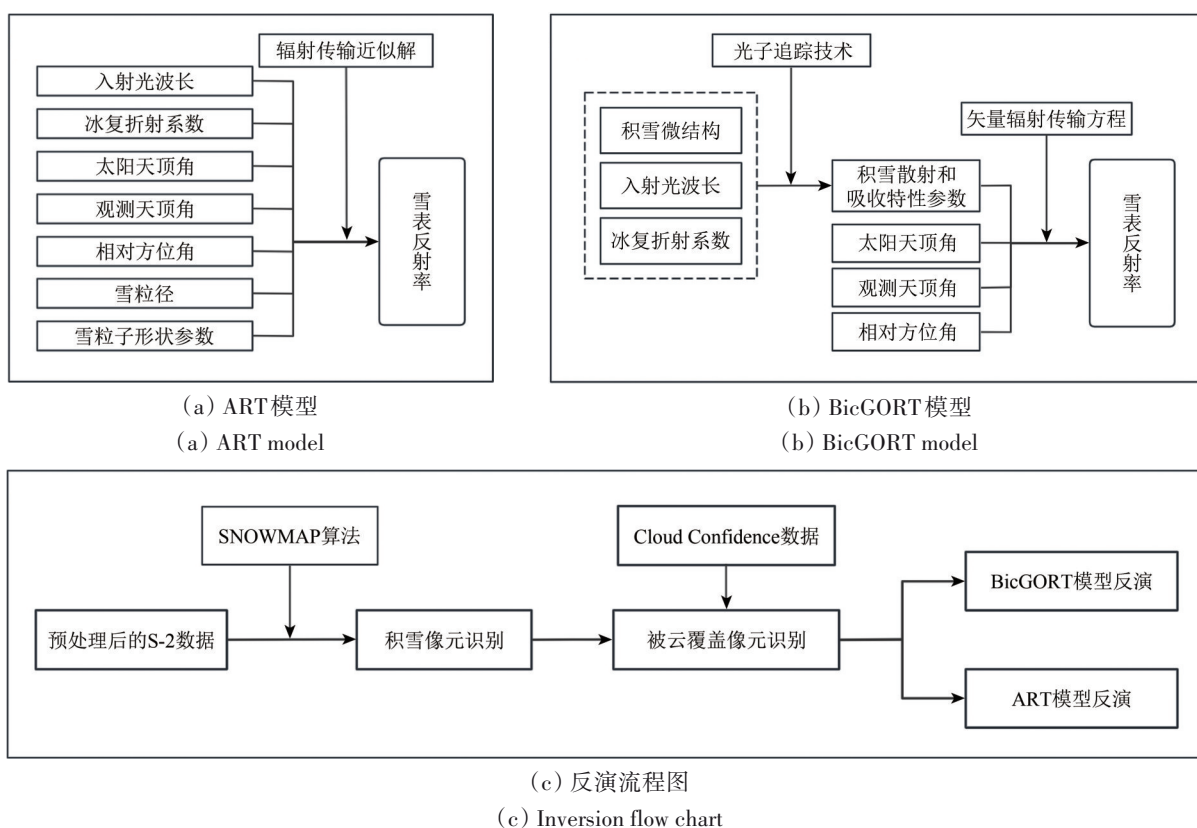 辐射传输近似解
入射光波长
冰复折射系数
太阳天顶角
观测天顶角
相对方位角
雪粒径
雪粒子形状参数
雪表反射率
(a) ART模型
(a) ART model
光子追踪技术
积雪微结构
入射光波长
冰复折射系数
矢量辐射传输方程
积雪散射和
吸收特性参数
太阳天顶角
观测天顶角
相对方位角
雪表反射率
(b) BicGORT模型
(b) BicGORT model
SNOWMAP算法
Cloud Confidence数据
预处理后的S-2数据
积雪像元识别
被云覆盖像元识别
BicGORT模型反演
ART模型反演
(c) 反演流程图
(c) Inversion flow chart